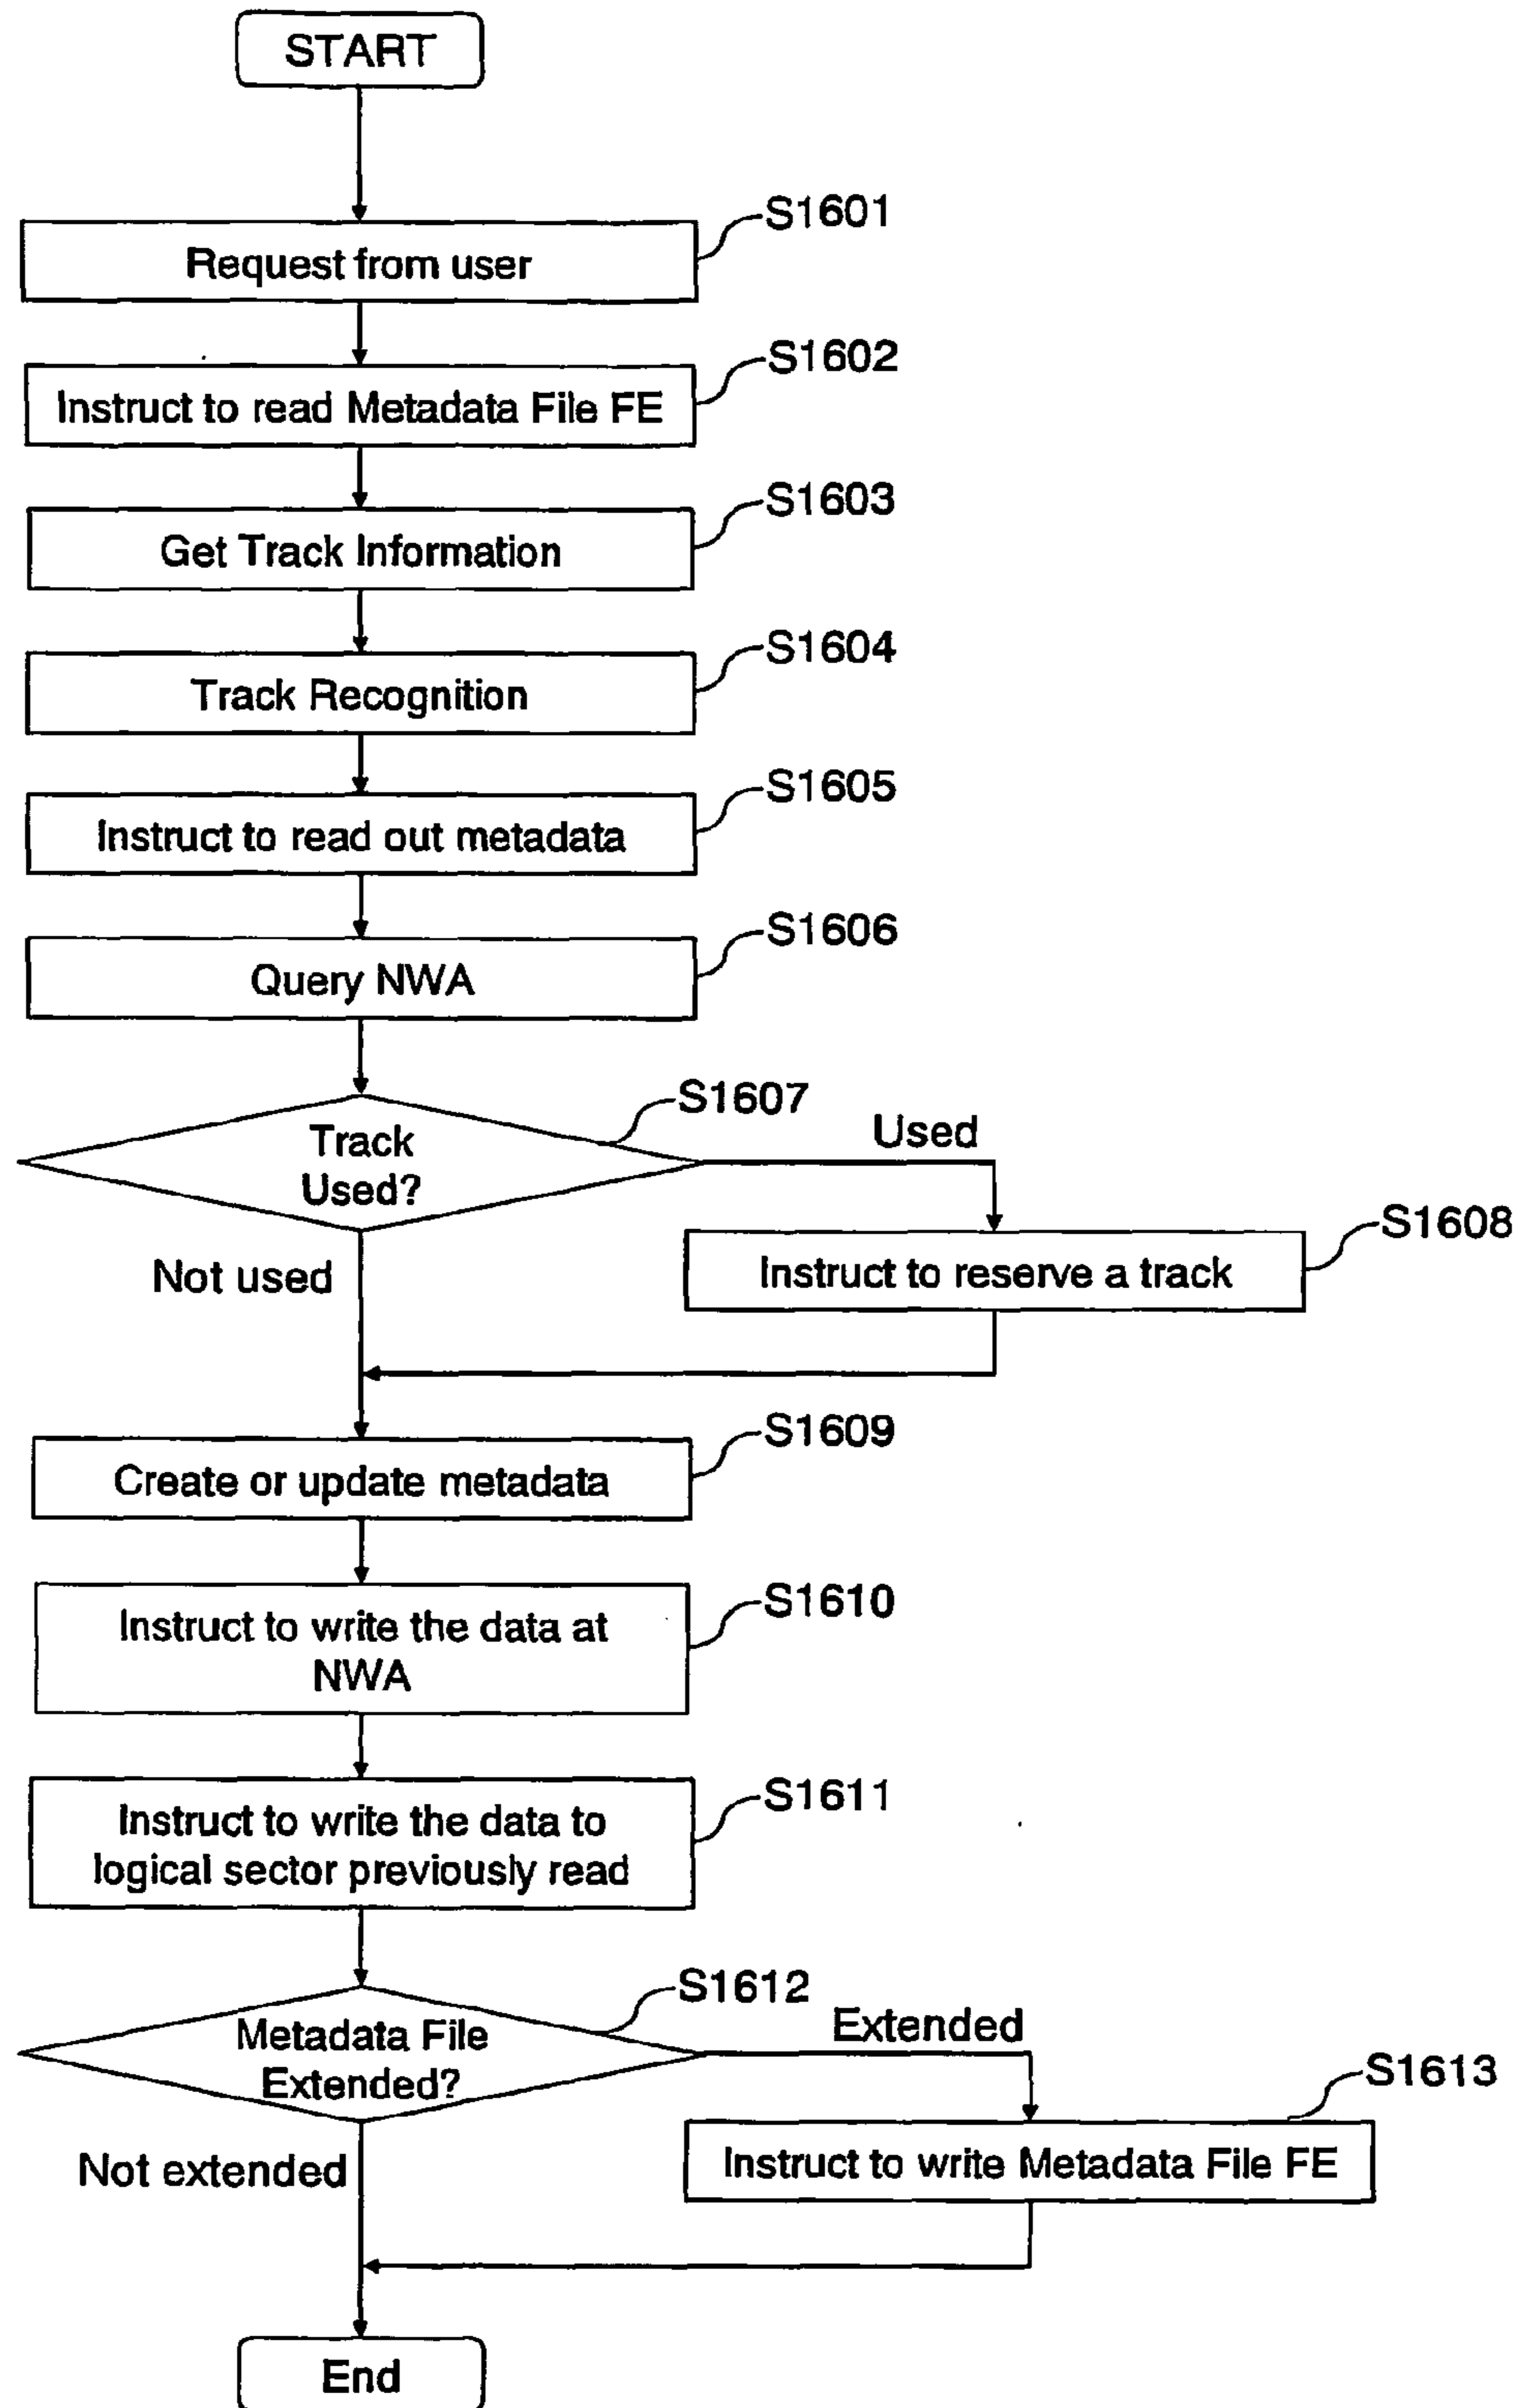 START
S1601
Request from user
S1602
Instruct to read Metadata File FE
S1603
Get Track Information
S1604
Track Recognition
S1605
Instruct to read out metadata
S1606
Query NWA
S1607
Track
Used?
Used
Not used
S1608
Instruct to reserve a track
S1609
Create or update metadata
S1610
Instruct to write the data at
NWA
S1611
Instruct to write the data to
logical sector previously read
S1612
Metadata File
Extended?
Extended
Not extended
S1613
Instruct to write Metadata File FE
End